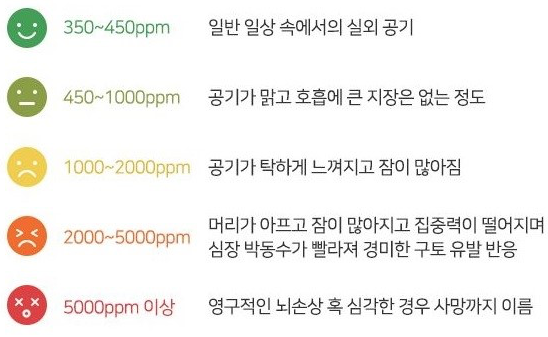 350~450ppm 일반 일상 속에서의 실외 공기
450~1000ppm 공기가 맑고 호흡에 큰 지장은 없는 정도
1000~2000ppm 공기가 탁하게 느껴지고 잠이 많아짐
2000~5000ppm 머리가 아프고 잠이 많아지고 집중력이 떨어지며
심장 박동수가 빨라져 경미한 구토 유발 반응
5000ppm 이상 영구적인 뇌손상 혹 심각한 경우 사망까지 이름